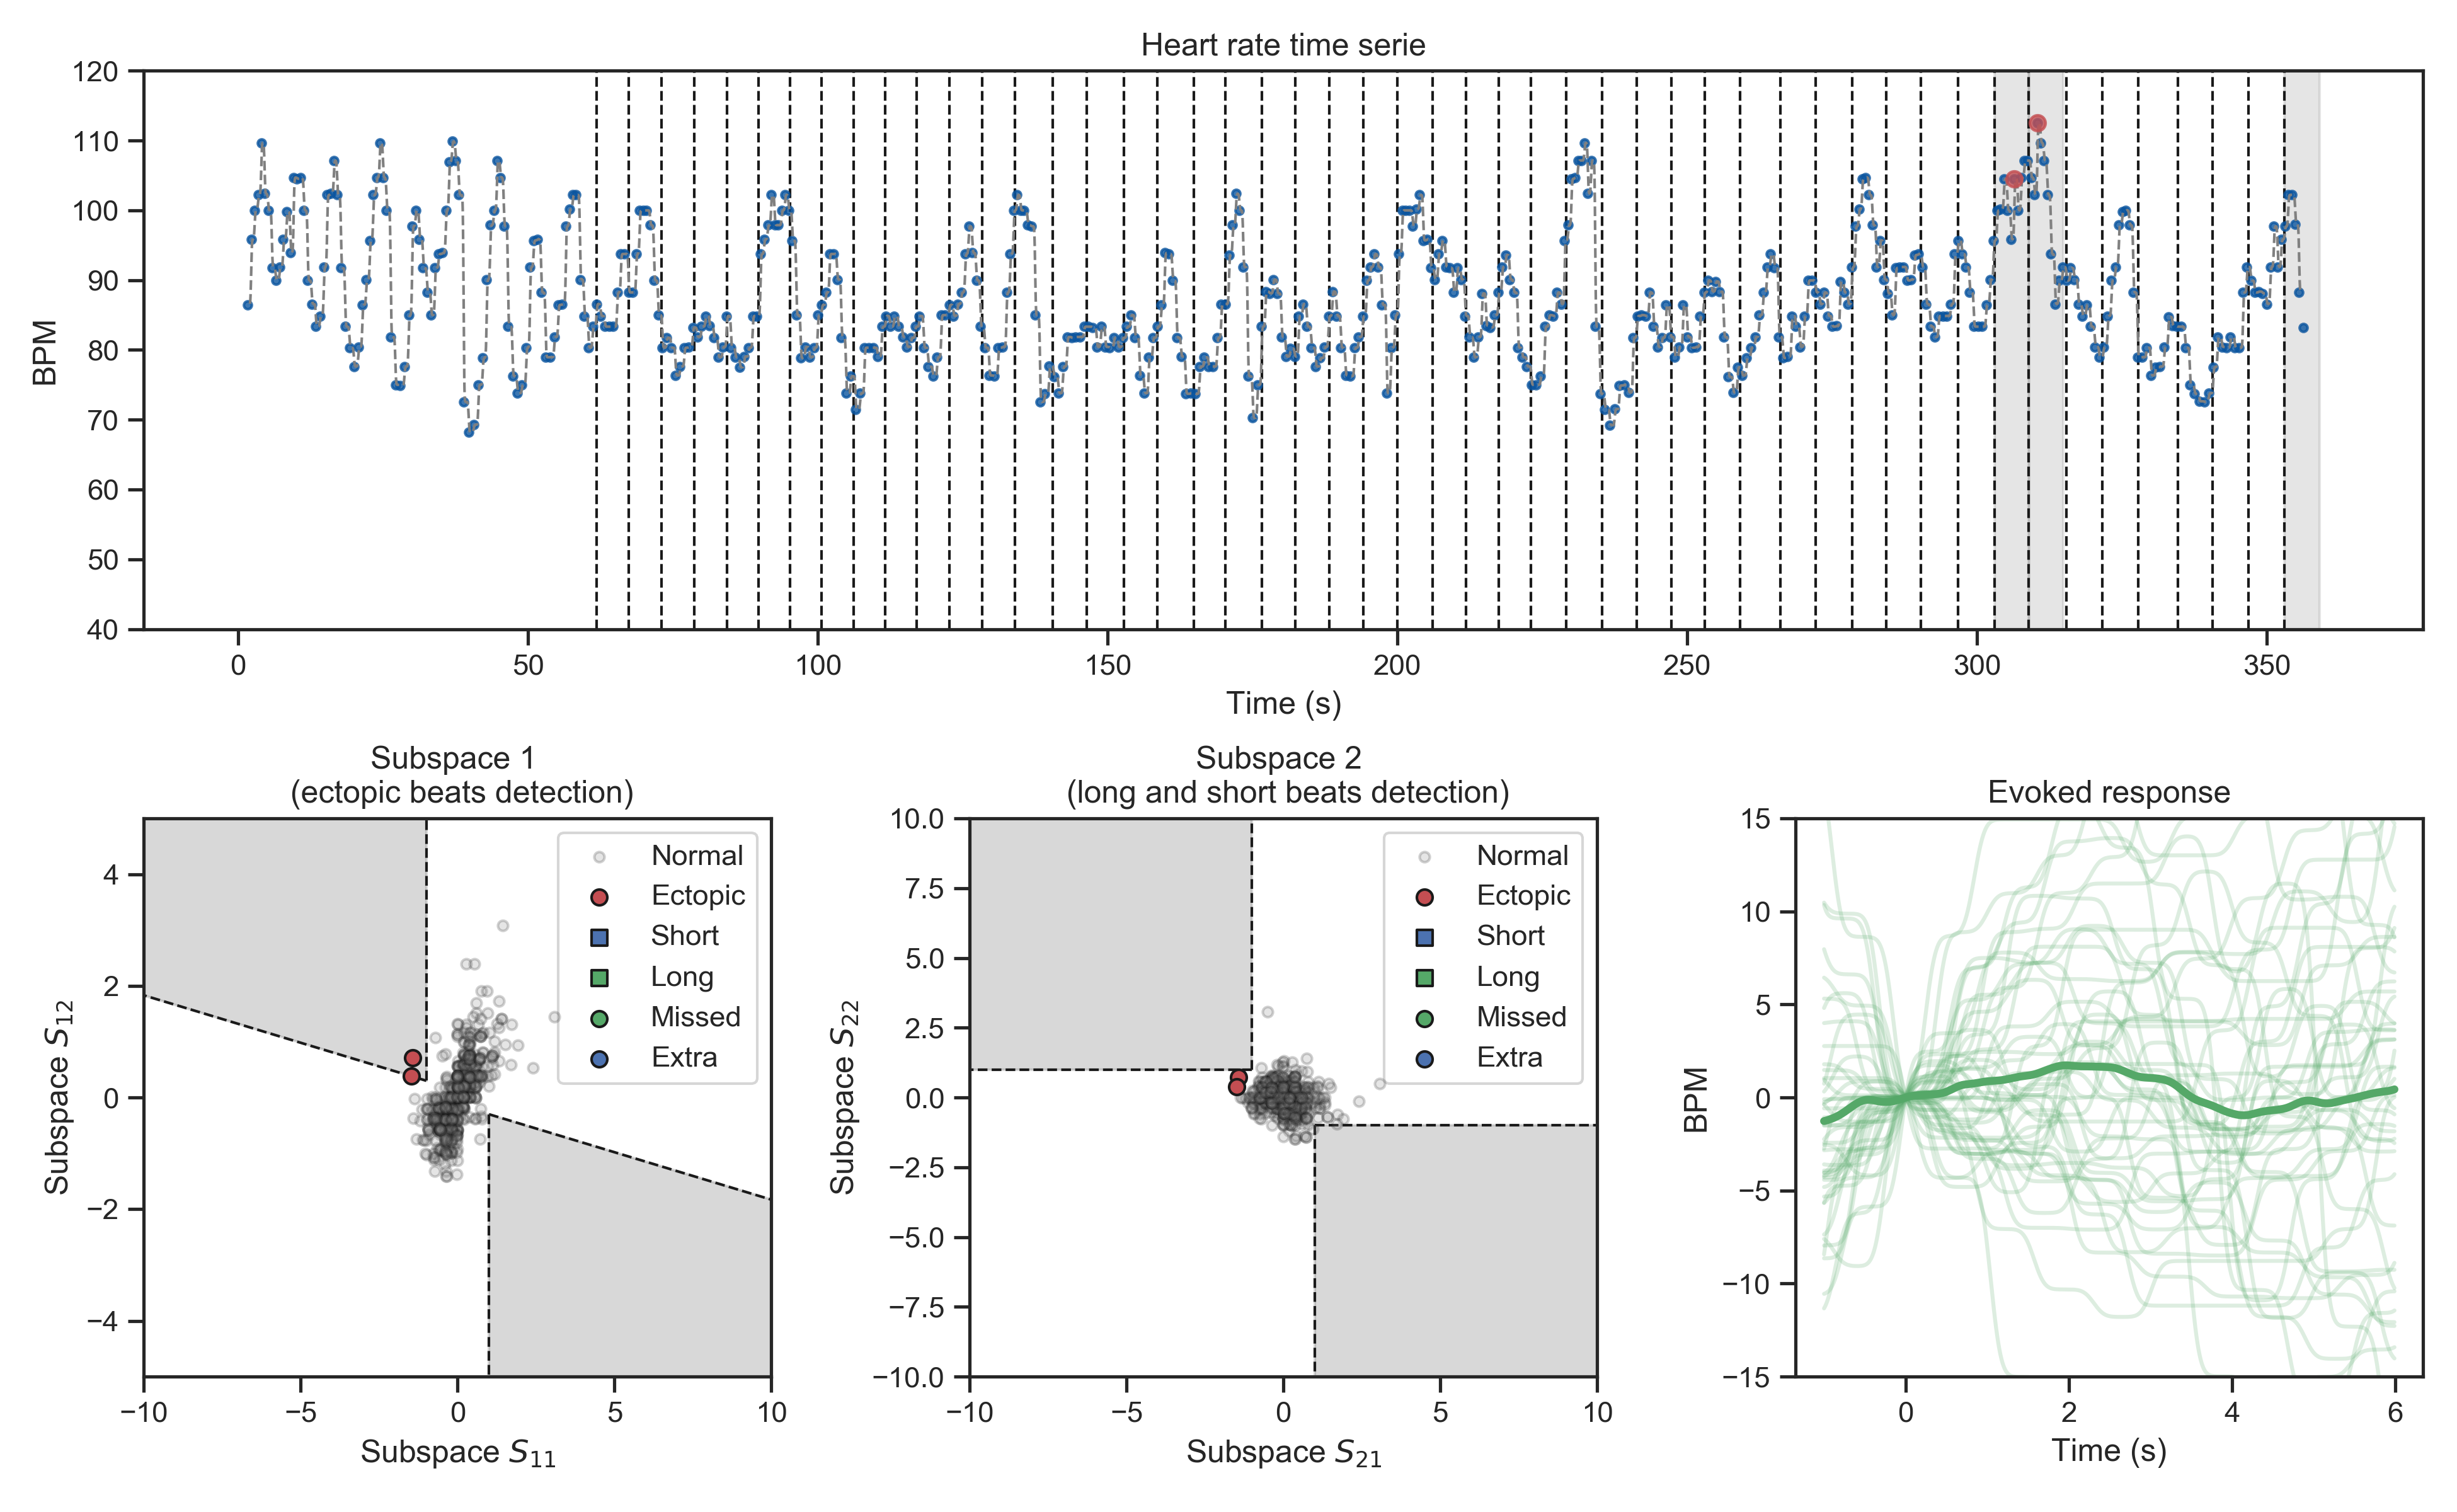 Heart rate time serie
120
110
100
90
80
70
60
50
40
BPM
0 50 100 150 200 250 300 350
Time (s)
Subspace 1
(ectopic beats detection)
4
2
0
−2
−4
Subspace S12
Normal
Ectopic
Short
Long
Missed
Extra
−10 −5 0 5 10
Subspace S11
Subspace 2
(long and short beats detection)
10.0
7.5
5.0
2.5
0.0
−2.5
−5.0
−7.5
−10.0
Subspace S22
Normal
Ectopic
Short
Long
Missed
Extra
−10 −5 0 5 10
Subspace S21
Evoked response
15
10
5
0
−5
−10
−15
BPM
0 2 4 6
Time (s)